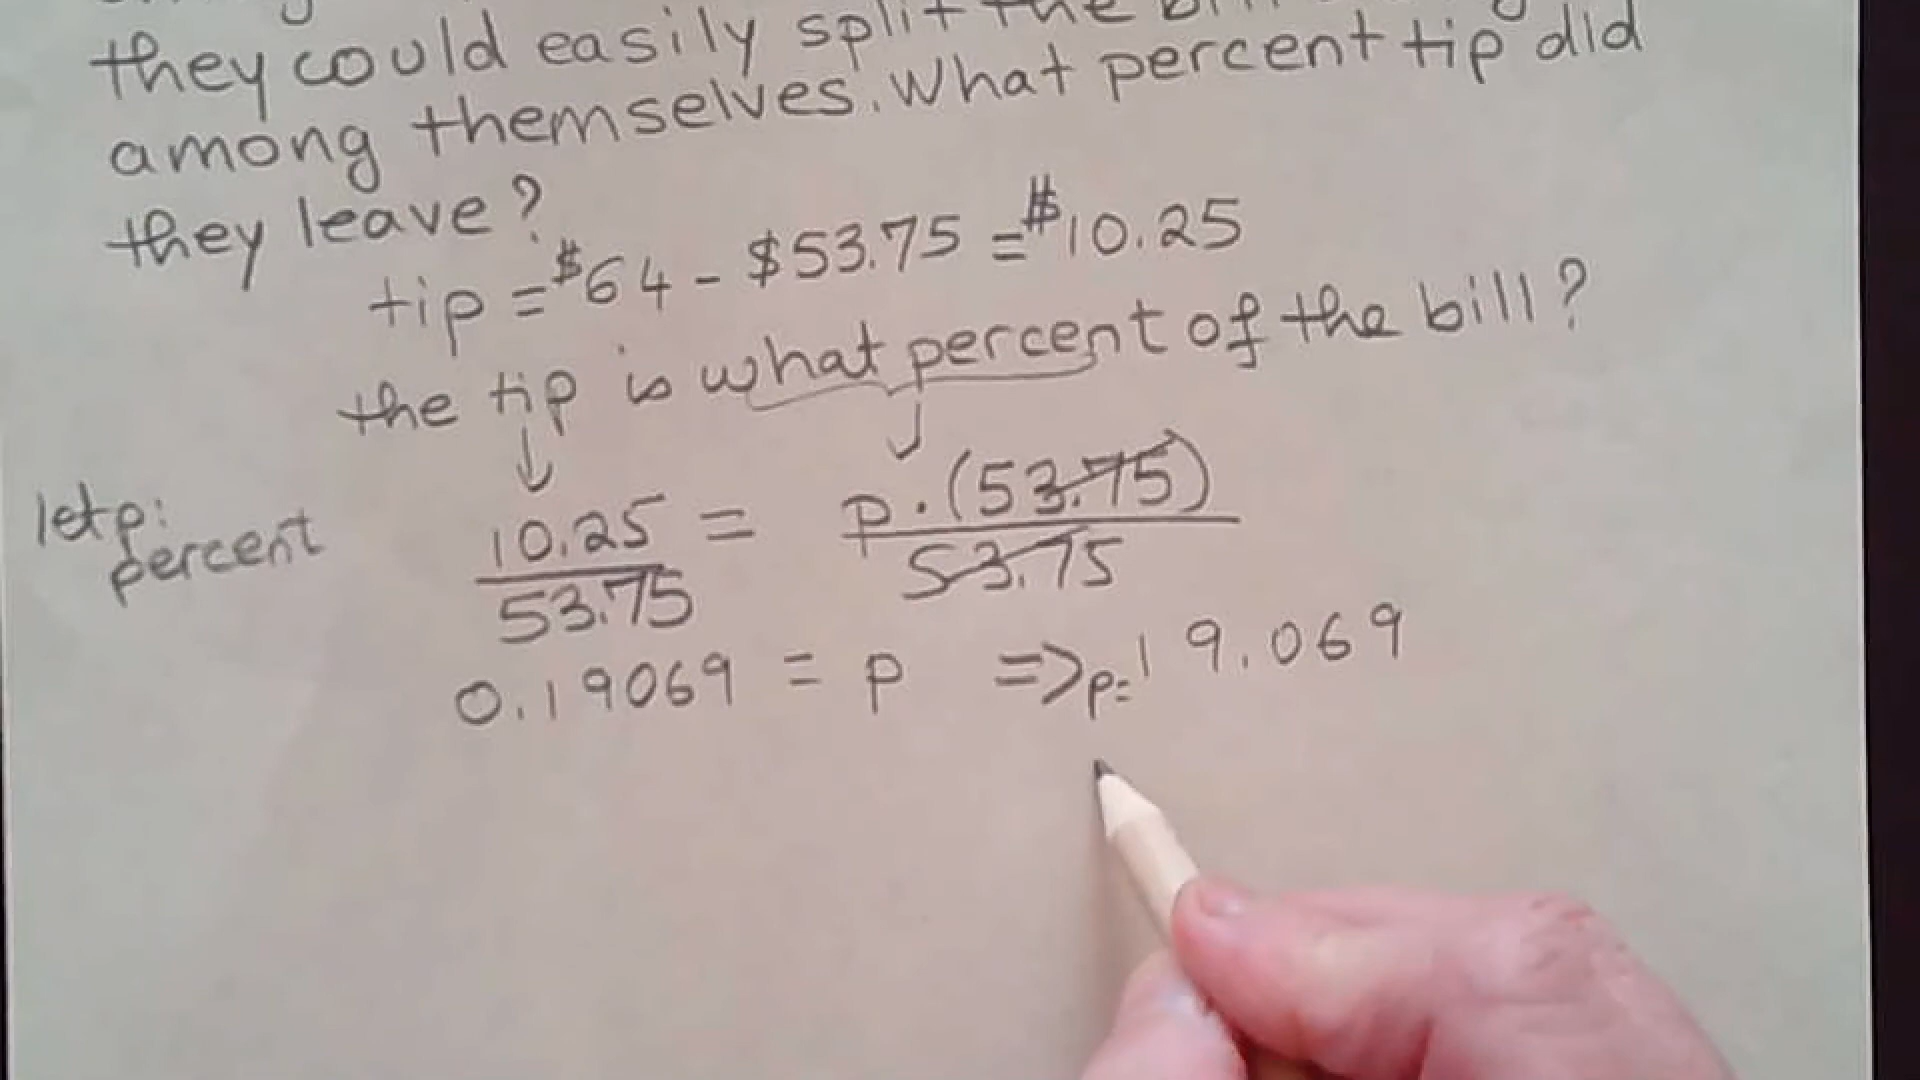 they could easily split the
among themselves. What percent tip did
they leave?
tip = $64 - $53.75 = $10.25
the tip is what percent of the bill?
let p:
percent
10.25 = p . (53.75)
53.75 53.75
0.19069 = p => p = 19.069